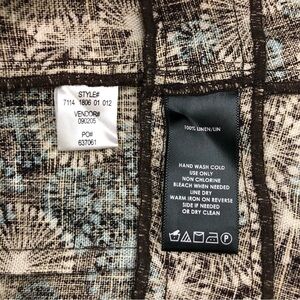 STYLE#
7114 1806 01 012
VENDOR#
090205
PO#
637061
100% LINEN/LIN
HAND WASH COLD
USE ONLY
NON CHLORINE
BLEACH WHEN NEEDED
LINE DRY
WARM IRON ON REVERSE
SIDE IF NEEDED
OR DRY CLEAN
P